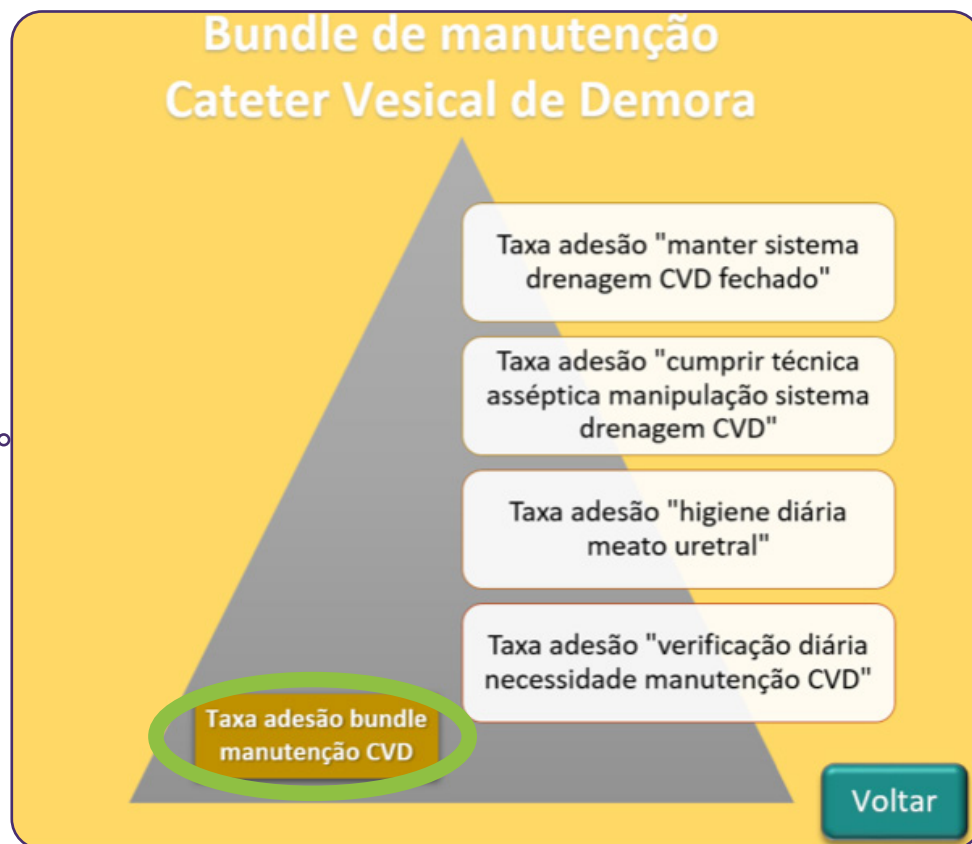 Bundle de manutenção
Cateter Vesical de Demora
Taxa adesão "manter sistema
drenagem CVD fechado"
Taxa adesão "cumprir técnica
asséptica manipulação sistema
drenagem CVD"
Taxa adesão "higiene diária
meato uretral"
Taxa adesão "verificação diária
necessidade manutenção CVD"
Taxa adesão bundle
manutenção CVD
Voltar